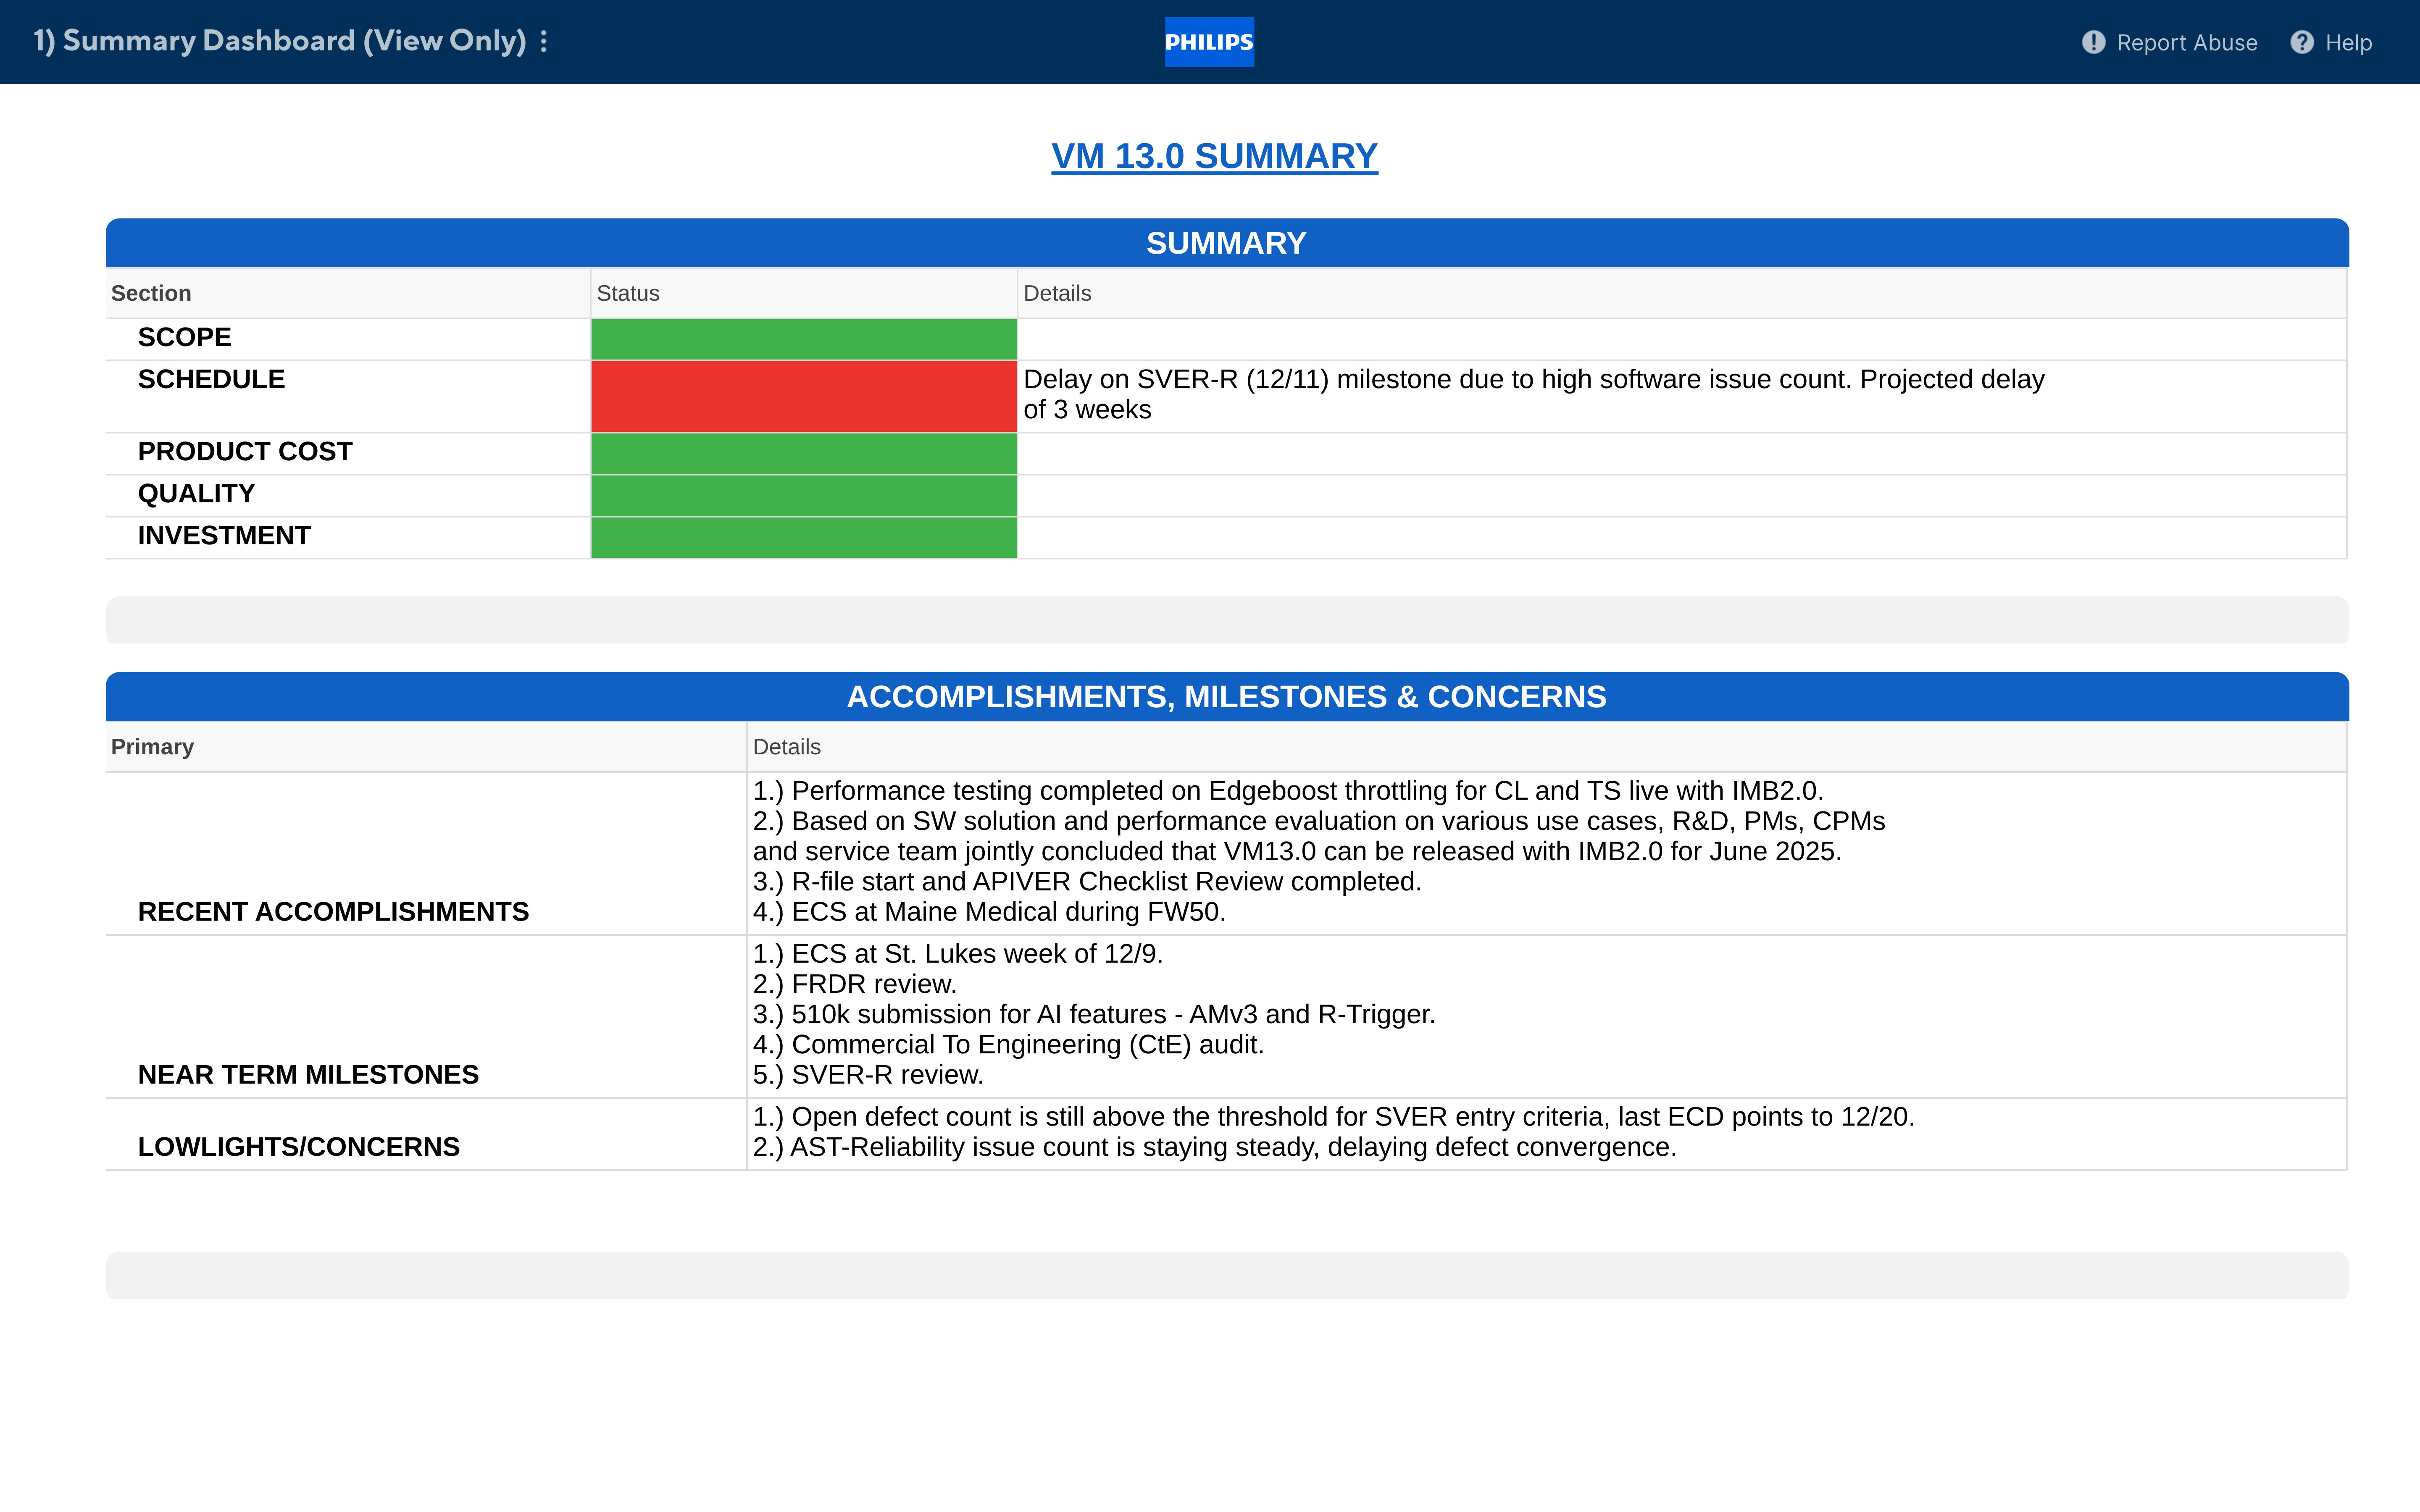 1) Summary Dashboard (View Only)
PHILIPS
Report Abuse
Help
VM 13.0 SUMMARY
SUMMARY
Section Status Details
SCOPE
SCHEDULE Delay on SVER-R (12/11) milestone due to high software issue count. Projected delay
of 3 weeks
PRODUCT COST
QUALITY
INVESTMENT
ACCOMPLISHMENTS, MILESTONES & CONCERNS
Primary Details
1.) Performance testing completed on Edgeboost throttling for CL and TS live with IMB2.0.
2.) Based on SW solution and performance evaluation on various use cases, R&D, PMs, CPMs
and service team jointly concluded that VM13.0 can be released with IMB2.0 for June 2025.
3.) R-file start and APIVER Checklist Review completed.
RECENT ACCOMPLISHMENTS 4.) ECS at Maine Medical during FW50.
1.) ECS at St. Lukes week of 12/9.
2.) FRDR review.
3.) 510k submission for AI features - AMv3 and R-Trigger.
4.) Commercial To Engineering (CtE) audit.
NEAR TERM MILESTONES 5.) SVER-R review.
1.) Open defect count is still above the threshold for SVER entry criteria, last ECD points to 12/20.
LOWLIGHTS/CONCERNS 2.) AST-Reliability issue count is staying steady, delaying defect convergence.